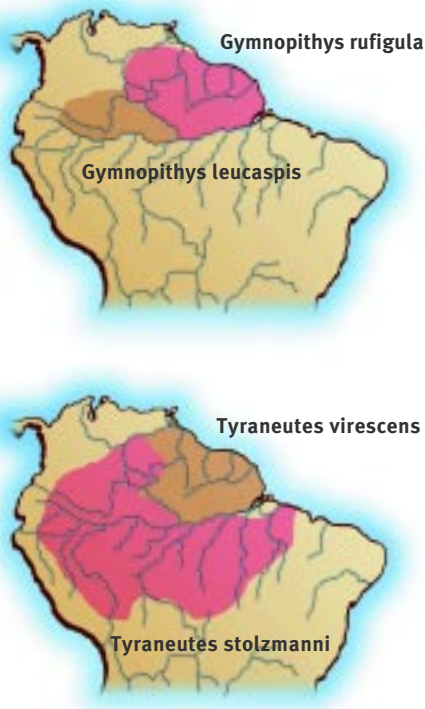 Gymnopithys rufigula
Gymnopithys leucaspis
Tyraneutes virescens
Tyraneutes stolzmanni